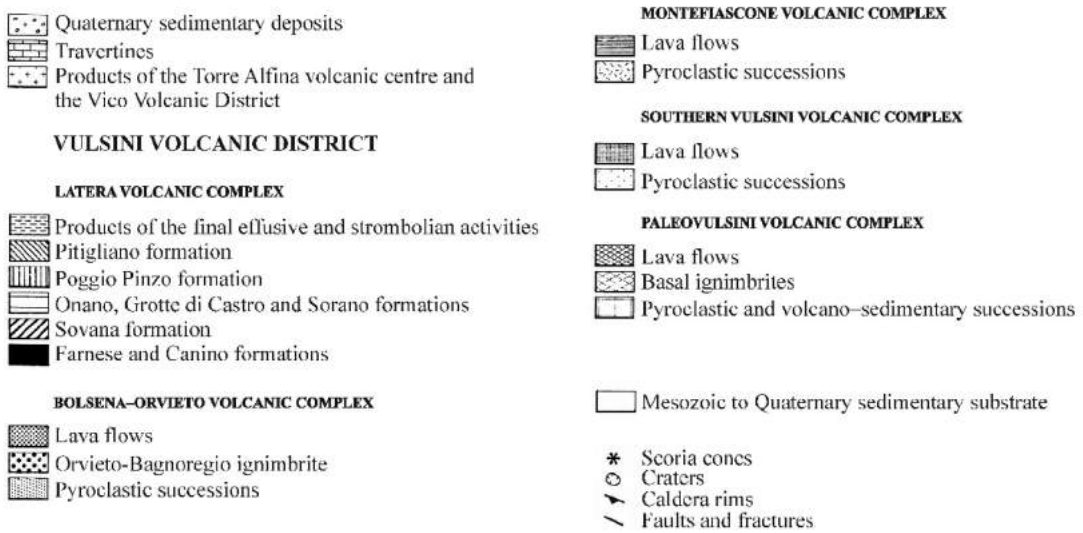 Quaternary sedimentary deposits
Travertines
Products of the Torre Alfina volcanic centre and
the Vico Volcanic District
VULSINI VOLCANIC DISTRICT
LATERA VOLCANIC COMPLEX
Products of the final effusive and strombolian activities
Pitigliano formation
Poggio Pinzo formation
Onano, Grotte di Castro and Sorano formations
Sovana formation
Farnese and Canino formations
BOLSENA–ORVIETO VOLCANIC COMPLEX
Lava flows
Orvieto-Bagnoregio ignimbrite
Pyroclastic successions
MONTEFIASCONE VOLCANIC COMPLEX
Lava flows
Pyroclastic successions
SOUTHERN VULSINI VOLCANIC COMPLEX
Lava flows
Pyroclastic successions
PALEOVULSINI VOLCANIC COMPLEX
Lava flows
Basal ignimbrites
Pyroclastic and volcano–sedimentary successions
Mesozoic to Quaternary sedimentary substrate
Scoria cones
Craters
Caldera rims
Faults and fractures